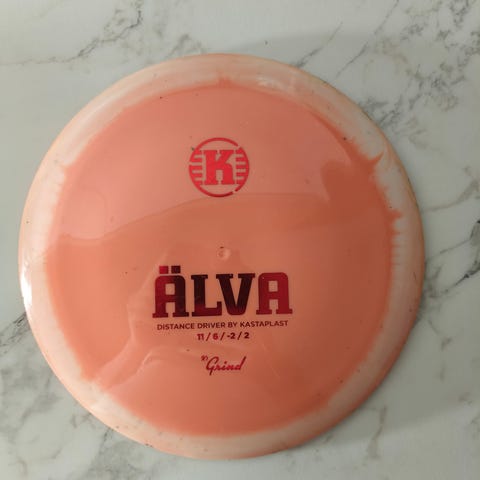 K
ÄLVA
DISTANCE DRIVER BY KASTAPLAST
11 / 6 / -2 / 2
K1 Grind